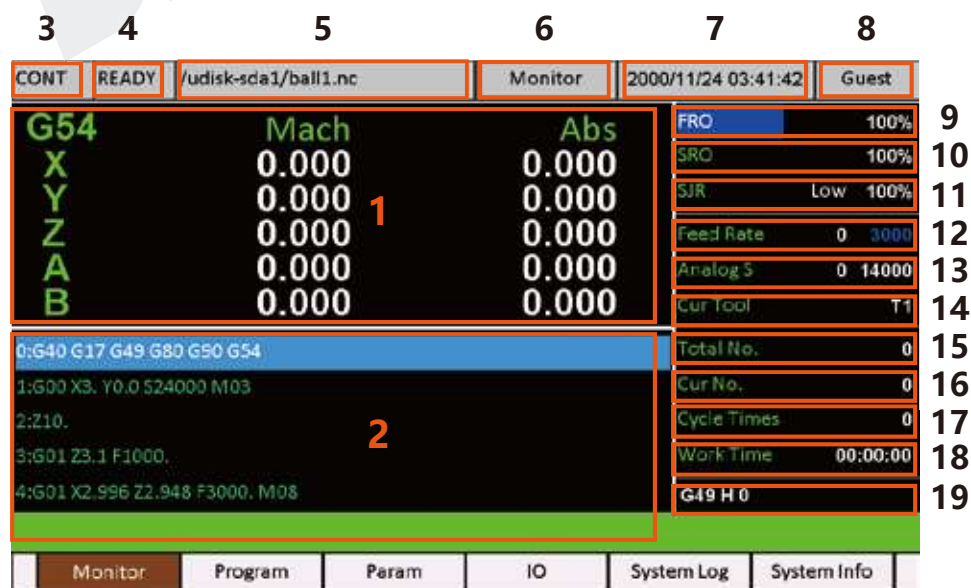 3 4 5 6 7 8
CONT READY /udisk-sda1/ball1.nc Monitor 2000/11/24 03:41:42 Guest
G54 Mach Abs
X 0.000 0.000
Y 0.000 0.000
Z 0.000 0.000
A 0.000 0.000
B 0.000 0.000
1
FRO 100% 9
SRO 100% 10
SJR Low 100% 11
Feed Rate 0 3000 12
Analog S 0 14000 13
Cur Tool T1 14
0:G40 G17 G49 G80 G90 G54
1:G00 X3. Y0.0 S24000 M03
2:Z10.
3:G01 Z3.1 F1000.
4:G01 X2.996 Z2.948 F3000. M08
2
Total No. 0 15
Cur No. 0 16
Cycle Times 0 17
Work Time 00:00:00 18
G49 H 0 19
Monitor Program Param IO System Log System Info